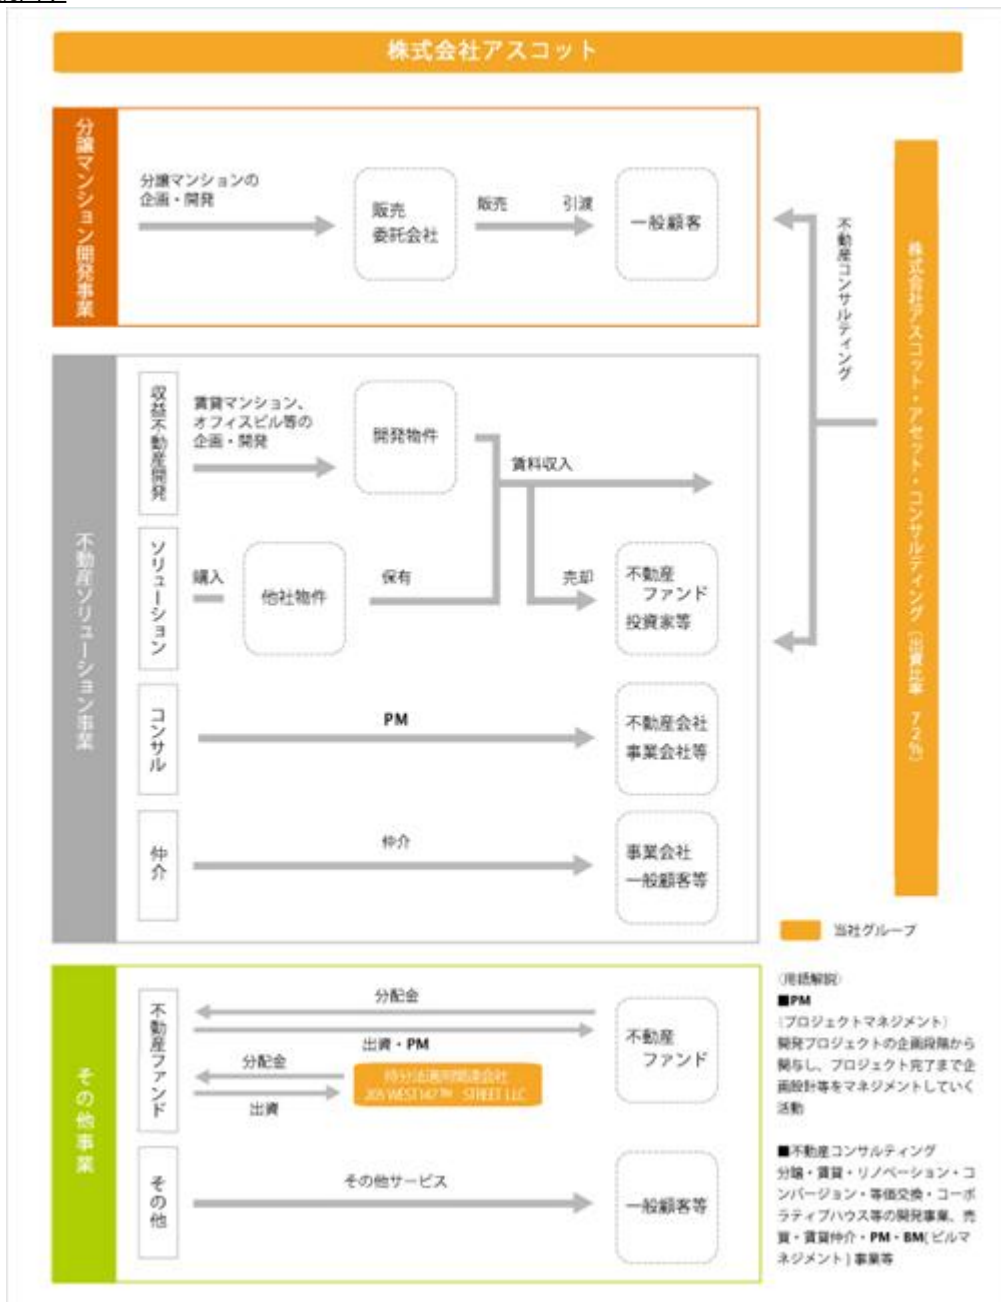 株式会社アスコット
分譲マンション開発事業
分譲マンションの
企画・開発
販売
委託会社
販売
引渡
一般顧客
不動産コンサルティング
株式会社アスコット・アセット・コンサルティング（出資比率 72%）
不動産ソリューション事業
収益不動産開発
賃貸マンション、
オフィスビル等の
企画・開発
開発物件
賃料収入
ソリューション
購入
他社物件
保有
売却
不動産
ファンド
投資家等
コンサル
PM
不動産会社
事業会社等
仲介
仲介
事業会社
一般顧客等
当社グループ
その他事業
不動産ファンド
分配金
出資・PM
不動産
ファンド
分配金
持分法適用関連会社
205 WEST147TH STREET LLC
出資
その他
その他サービス
一般顧客等
（用語解説）
■PM
（プロジェクトマネジメント）
開発プロジェクトの企画段階から
関与し、プロジェクト完了まで企
画設計等をマネジメントしていく
活動
■不動産コンサルティング
分譲・賃貸・リノベーション・コ
ンバージョン・等価交換・コーポ
ラティブハウス等の開発事業、売
買・賃貸仲介・PM・BM(ビルマ
ネジメント)事業等